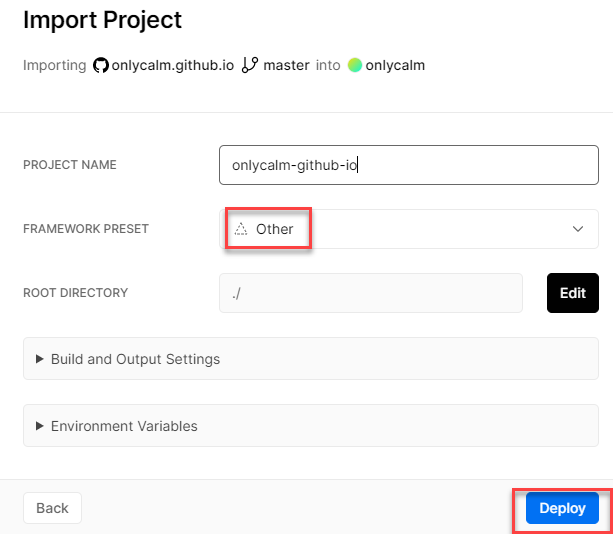 Import Project
Importing onlycalm.github.io master into onlycalm
PROJECT NAME onlycalm-github-io
FRAMEWORK PRESET Other
ROOT DIRECTORY ./ Edit
Build and Output Settings
Environment Variables
Back Deploy